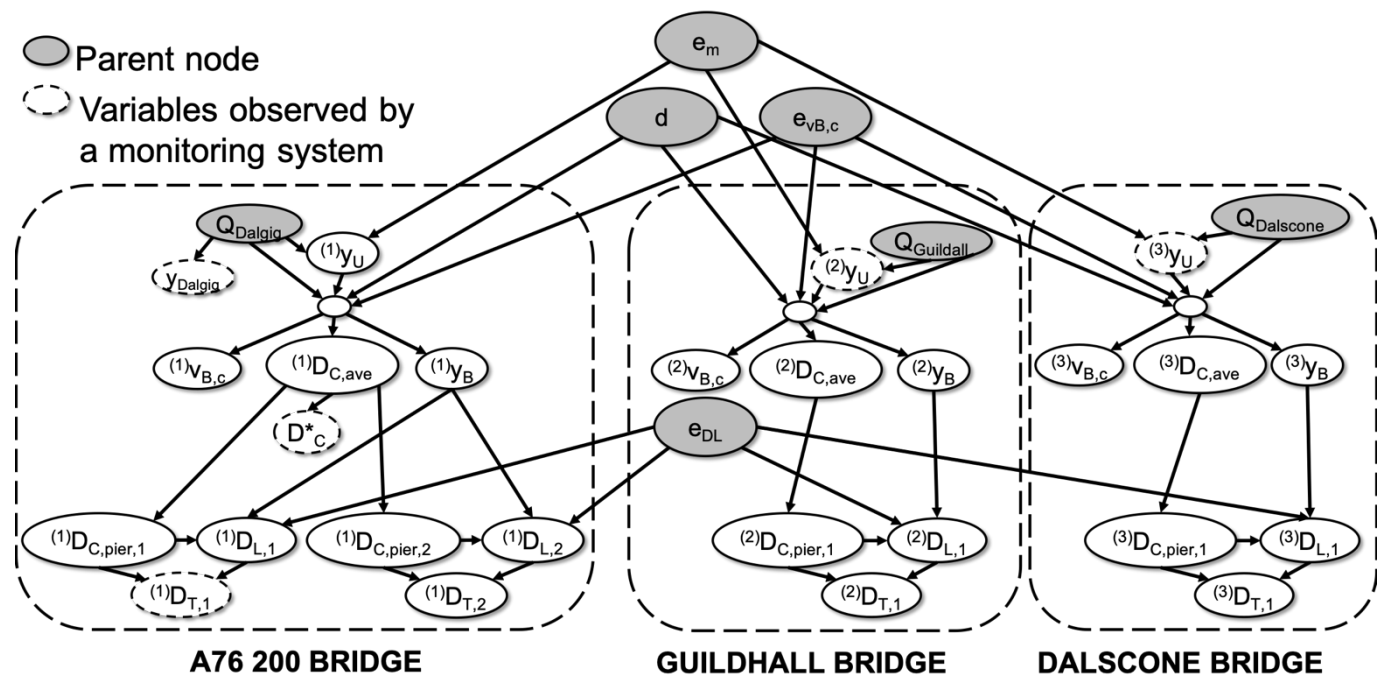 Parent node
Variables observed by
a monitoring system
e_m
d
e_vB,c
Q_Dalgig
(1)y_U
y_Dalgig
Q_Guildall
(2)y_U
Q_Dalscone
(3)y_U
(1)v_B,c
(1)D_C,ave
(1)y_B
(2)v_B,c
(2)D_C,ave
(2)y_B
(3)v_B,c
(3)D_C,ave
(3)y_B
D*_C
e_DL
(1)D_C,pier,1
(1)D_L,1
(1)D_C,pier,2
(1)D_L,2
(2)D_C,pier,1
(2)D_L,1
(3)D_C,pier,1
(3)D_L,1
(1)D_T,1
(1)D_T,2
(2)D_T,1
(3)D_T,1
A76 200 BRIDGE
GUILDHALL BRIDGE
DALSCONE BRIDGE